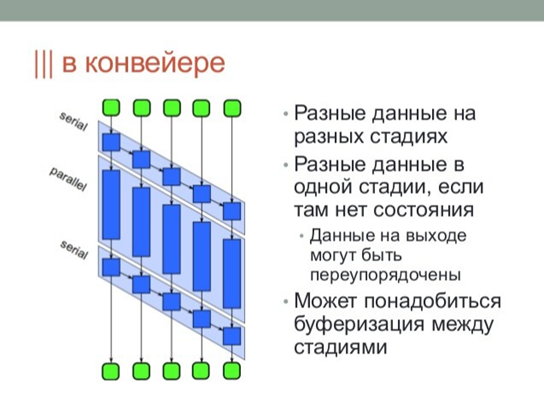 ||| в конвейере
serial
parallel
serial
• Разные данные на
разных стадиях
• Разные данные в
одной стадии, если
там нет состояния
• Данные на выходе
могут быть
переупорядочены
• Может понадобиться
буферизация между
стадиями